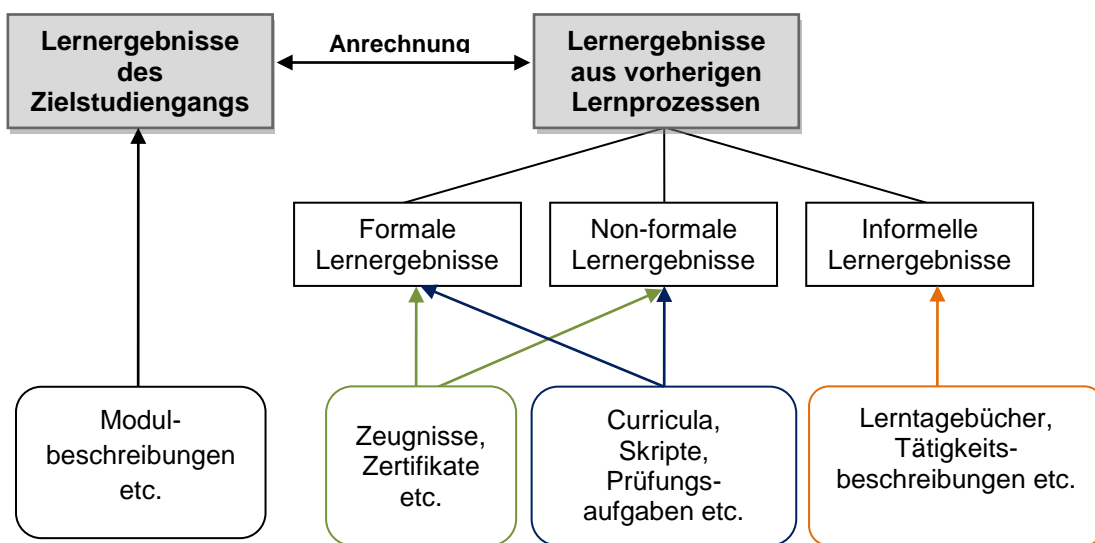 Lernergebnisse
des
Zielstudiengangs
Anrechnung
Lernergebnisse
aus vorherigen
Lernprozessen
Formale
Lernergebnisse
Non-formale
Lernergebnisse
Informelle
Lernergebnisse
Modul-
beschreibungen
etc.
Zeugnisse,
Zertifikate
etc.
Curricula,
Skripte,
Prüfungs-
aufgaben etc.
Lerntagebücher,
Tätigkeits-
beschreibungen etc.